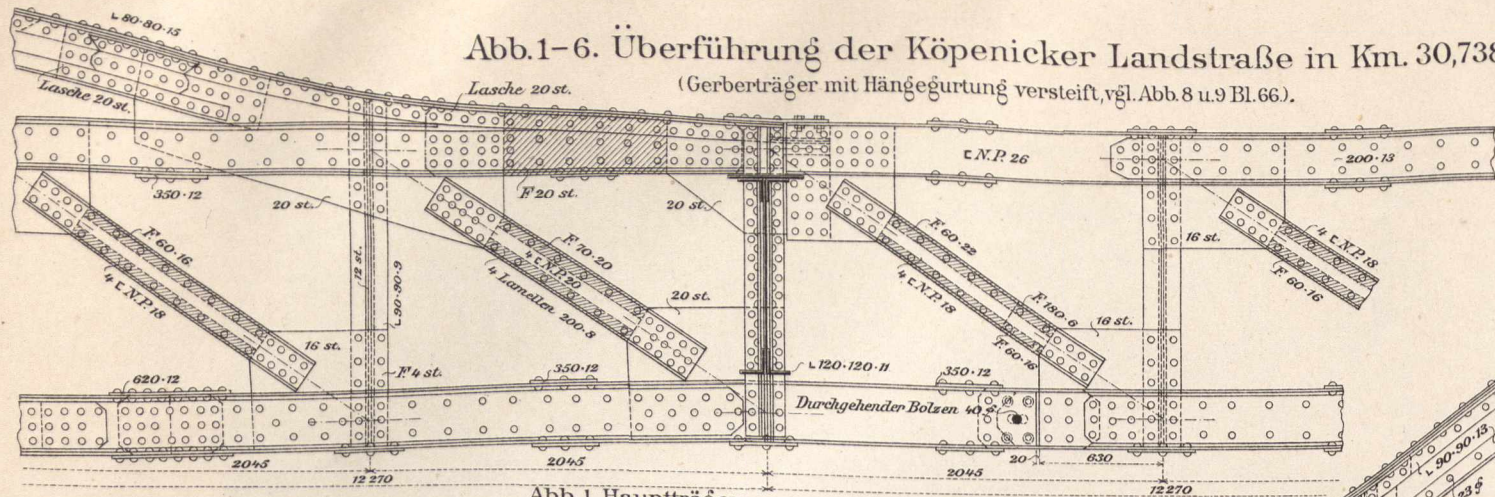 ∟80·80·15
Abb.1-6. Überführung der Köpenicker Landstraße in Km. 30,738
(Gerberträger mit Hängegurtung versteift, vgl. Abb. 8 u. 9 Bl. 66).
Lasche 20 st.
Lasche 20 st.
⊏ N.P. 26
200·13
350·12
F. 20 st.
20 st.
20 st.
F. 60·16
4 ⊏ N.P. 18
12 st.
∟90·90·9
F. 70·20
4 ⊏ N.P. 20
4 Lamellen 200·8
F. 60·22
4 ⊏ N.P. 18
16 st.
4 ⊏ N.P. 18
F. 60·16
20 st.
F. 180·6
F. 60·16
16 st.
16 st.
F. 4 st.
620·12
350·12
∟120·120·11
350·12
Durchgehender Bolzen 40
∟90·90·13
2045
2045
2045
20
630
12270
12270
Abb. 1. Hauptträge